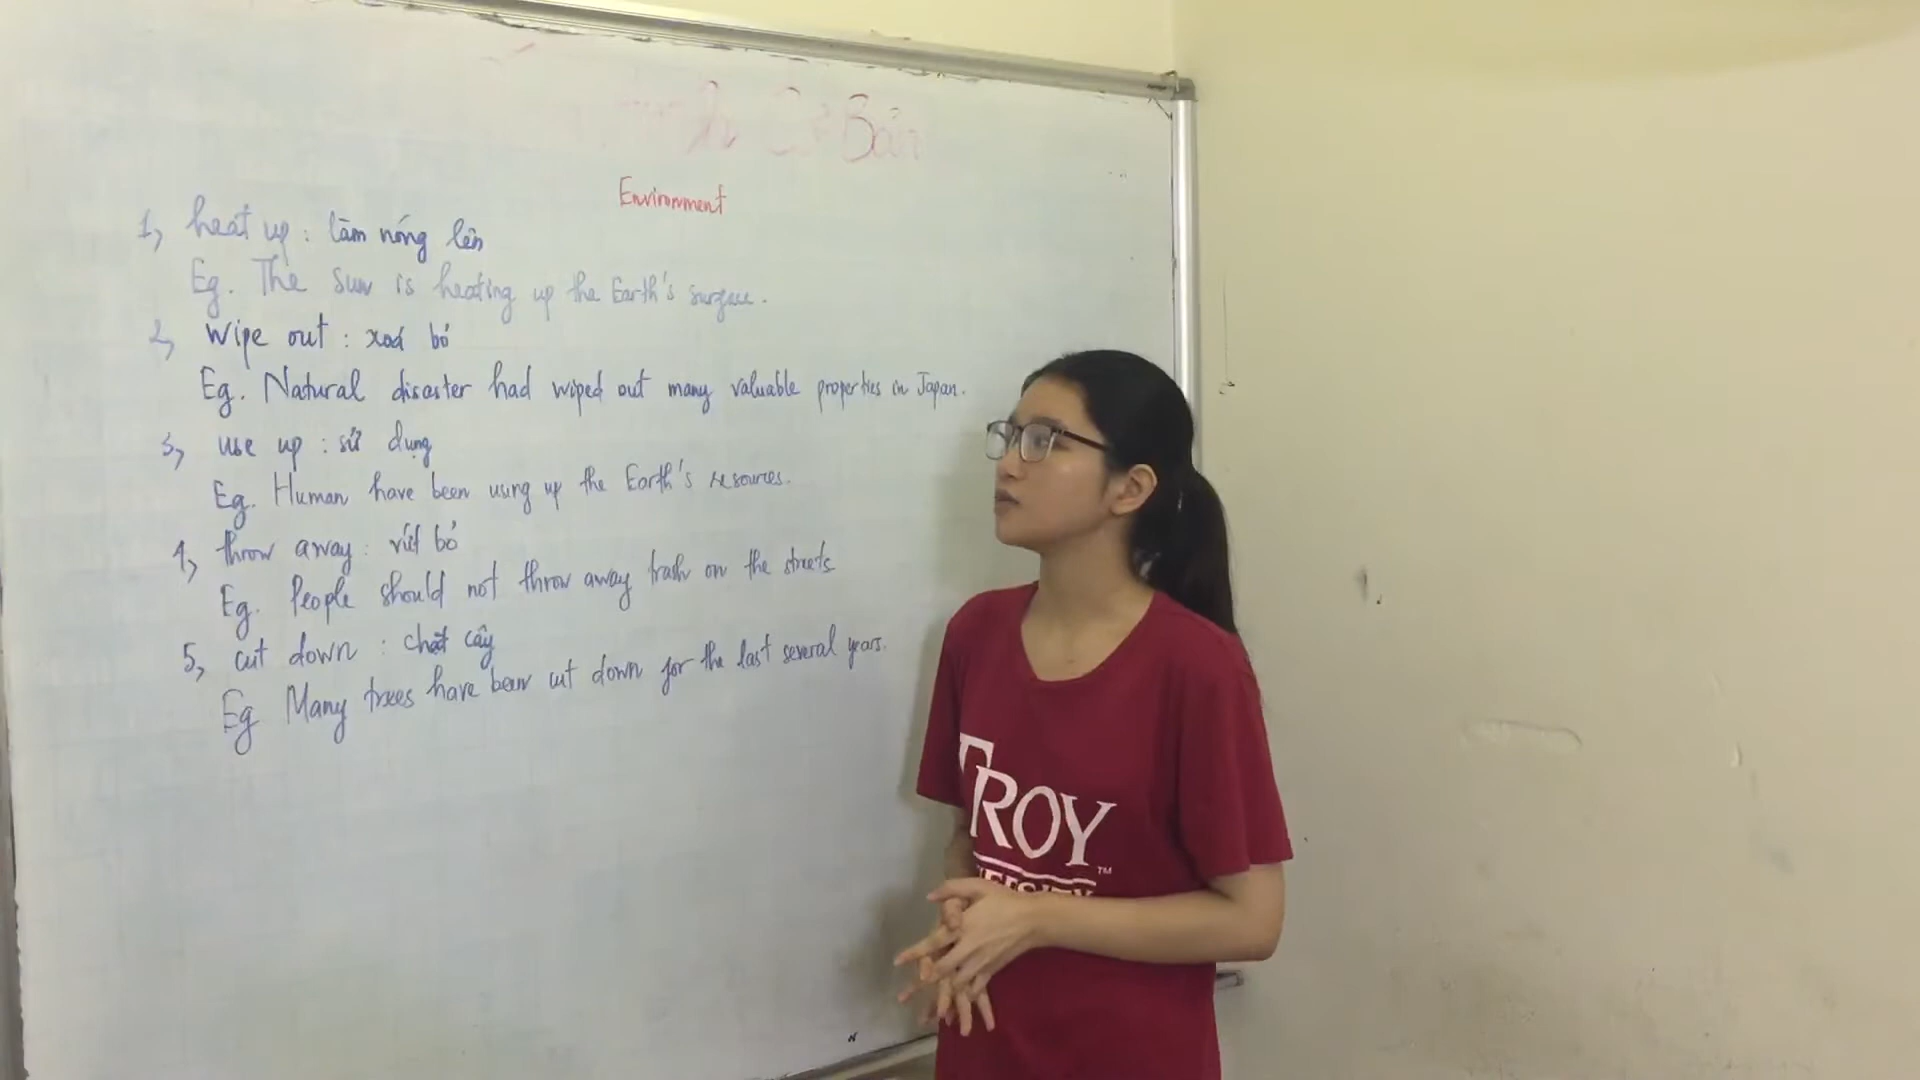 Cơ Bản
Environment
1, heat up : làm nóng lên
Eg. The sun is heating up the Earth's surface.
2, wipe out : xoá bỏ
Eg. Natural disaster had wiped out many valuable properties in Japan.
3, use up : sử dụng
Eg. Human have been using up the Earth's resources.
4, throw away : vứt bỏ
Eg. People should not throw away trash on the streets
5, cut down : chặt cây
Eg Many trees have been cut down for the last several years.
TROY™